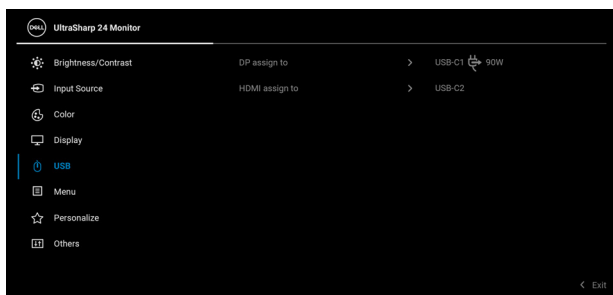 DELL UltraSharp 24 Monitor
Brightness/Contrast DP assign to > USB-C1 90W
Input Source HDMI assign to > USB-C2
Color
Display
USB
Menu
Personalize
Others
< Exit